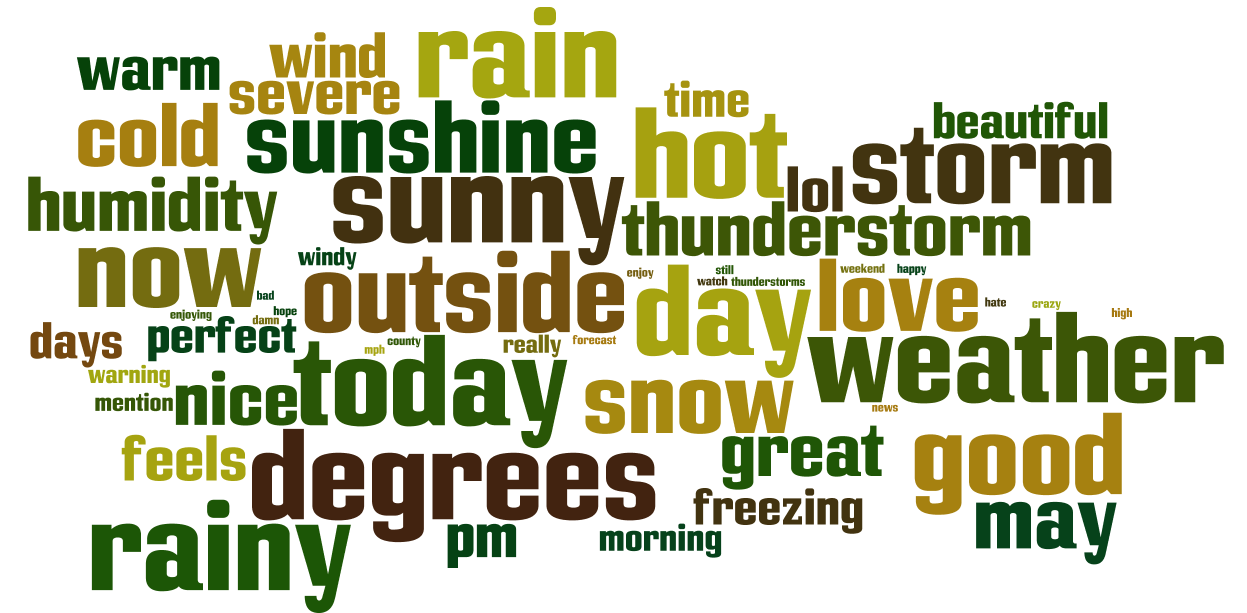 rain
wind
warm
severe
time
cold
sunshine
hot
beautiful
storm
lol
humidity
sunny
thunderstorm
now
windy
outside
enjoy
still
watch
thunderstorms
day
love
weekend
happy
bad
hate
crazy
high
enjoying
hope
damn
days
perfect
county
mph
really
forecast
weather
today
warning
mention
nice
snow
news
feels
degrees
great
good
freezing
may
rainy
pm
morning